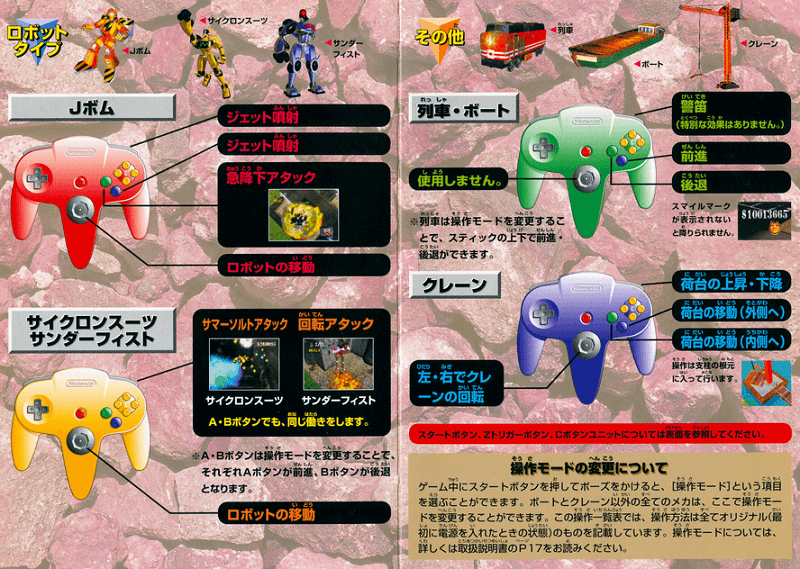 ロボット
タイプ
Jボム
サイクロンスーツ
サンダー
フィスト
Jボム
ジェット噴射
ジェット噴射
急降下アタック
ロボットの移動
Nintendo
サイクロンスーツ
サンダーフィスト
サマーソルトアタック 回転アタック
サイクロンスーツ サンダーフィスト
A・Bボタンでも、同じ働きをします。
※A・Bボタンは操作モードを変更することで、
それぞれAボタンが前進、Bボタンが後退
となります。
ロボットの移動
Nintendo
その他
列車
ボート
クレーン
列車・ボート
警笛
(特別な効果はありません。)
前進
後退
使用しません。
Nintendo
※列車は操作モードを変更するこ
とで、スティックの上下で前進・
後退ができます。
スマイルマーク
が表示されない
と降りられません。
$10013665
クレーン
荷台の上昇・下降
荷台の移動(外側へ)
荷台の移動(内側へ)
左・右でクレ
ーンの回転
Nintendo
操作は支柱の根元
に入って行います。
スタートボタン、Zトリガーボタン、Cボタンユニットについては表面を参照してください。
操作モードの変更について
ゲーム中にスタートボタンを押してポーズをかけると、[操作モード]という項目
を選ぶことができます。ボートとクレーン以外の全てのメカは、ここで操作モー
ドを変更することができます。この操作一覧表では、操作方法は全てオリジナル(最
初に電源を入れたときの状態)のものを記載しています。操作モードについては、
詳しくは取扱説明書のP17をお読みください。